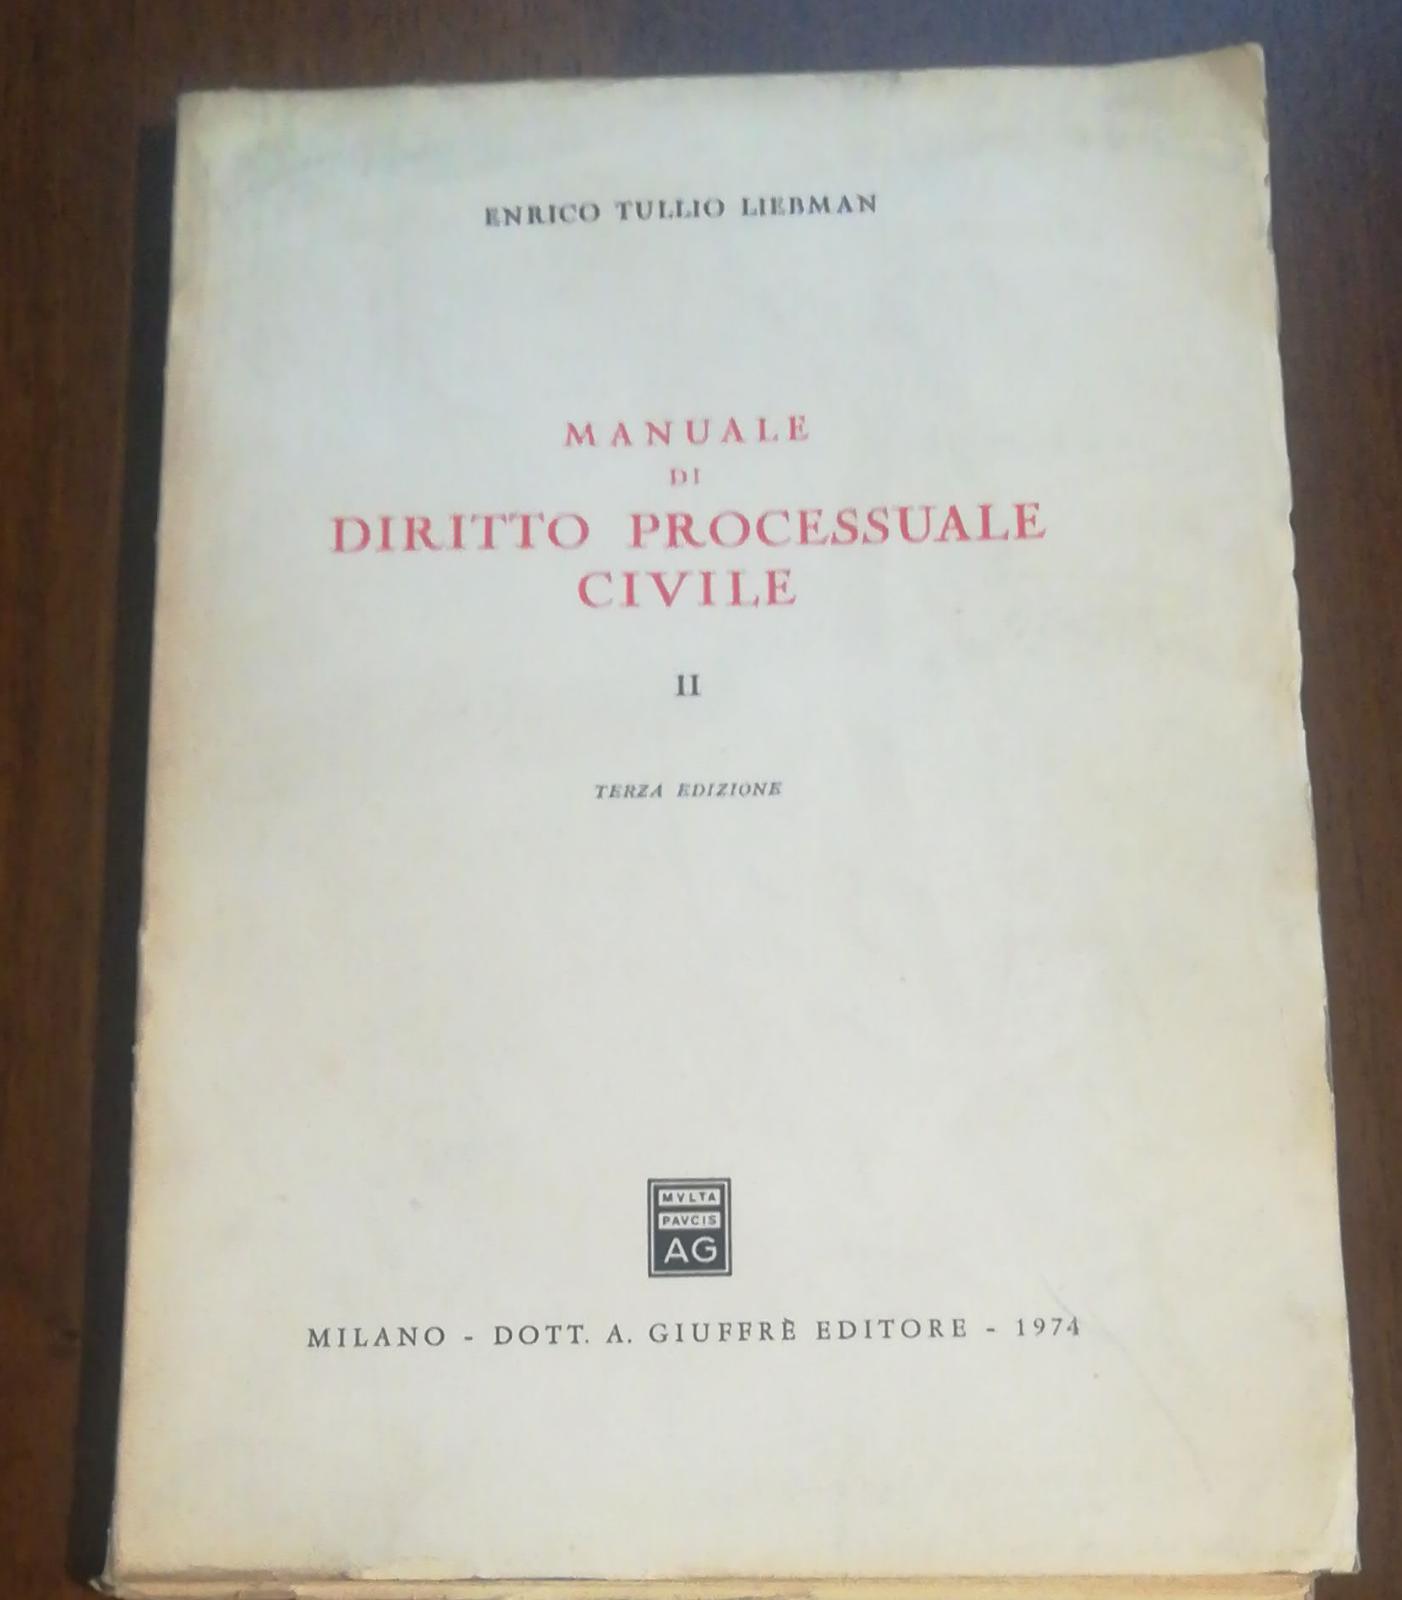 ENRICO TULLIO LIEBMAN
MANUALE
DI
DIRITTO PROCESSUALE
CIVILE
II
TERZA EDIZIONE
MVLTA
PAVCIS
AG
MILANO - DOTT. A. GIUFFRÈ EDITORE - 1974